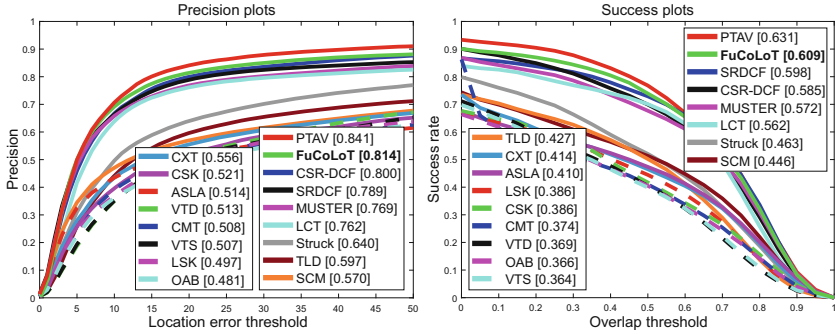 Precision plots
Precision
1
0.9
0.8
0.7
0.6
0.5
0.4
0.3
0.2
0.1
0
0 5 10 15 20 25 30 35 40 45 50
Location error threshold
CXT [0.556]
CSK [0.521]
ASLA [0.514]
VTD [0.513]
CMT [0.508]
VTS [0.507]
LSK [0.497]
OAB [0.481]
PTAV [0.841]
FuCoLoT [0.814]
CSR-DCF [0.800]
SRDCF [0.789]
MUSTER [0.769]
LCT [0.762]
Struck [0.640]
TLD [0.597]
SCM [0.570]
Success plots
Success rate
1
0.9
0.8
0.7
0.6
0.5
0.4
0.3
0.2
0.1
0
0 0.1 0.2 0.3 0.4 0.5 0.6 0.7 0.8 0.9 1
Overlap threshold
TLD [0.427]
CXT [0.414]
ASLA [0.410]
LSK [0.386]
CSK [0.386]
CMT [0.374]
VTD [0.369]
OAB [0.366]
VTS [0.364]
PTAV [0.631]
FuCoLoT [0.609]
SRDCF [0.598]
CSR-DCF [0.585]
MUSTER [0.572]
LCT [0.562]
Struck [0.463]
SCM [0.446]